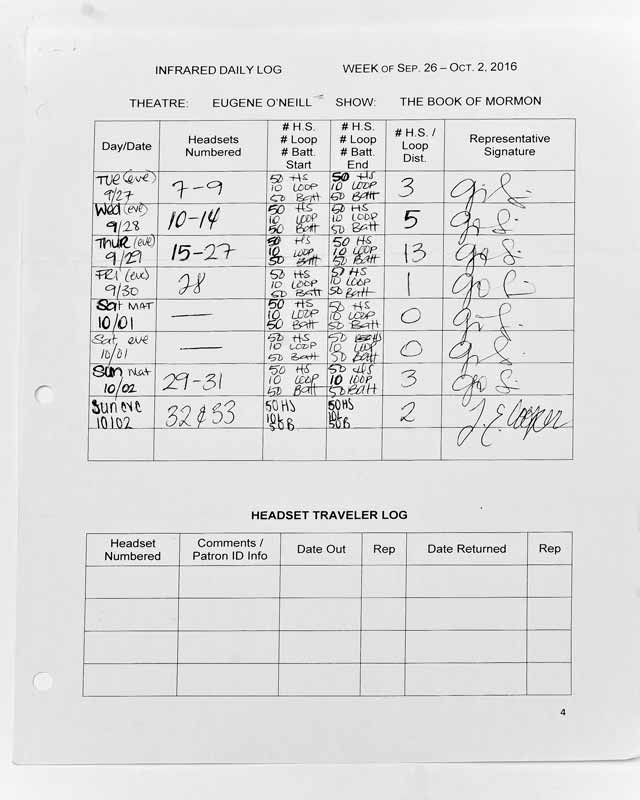 INFRARED DAILY LOG WEEK OF SEP. 26 – OCT. 2, 2016
THEATRE: EUGENE O'NEILL SHOW: THE BOOK OF MORMON
Day/Date Headsets Numbered # H.S. # Loop # Batt. Start # H.S. # Loop # Batt. End # H.S. / Loop Dist. Representative Signature
TUE (eve) 9/27 7-9 50 HS 10 LOOP 50 Batt 50 HS 10 LOOP 50 Batt 3
Wed (eve) 9/28 10-14 50 HS 10 LOOP 50 Batt 50 HS 10 LOOP 50 Batt 5
THUR (eve) 9/29 15-27 50 HS 10 LOOP 50 Batt 50 HS 10 LOOP 50 Batt 13
FRI (eve) 9/30 28 50 HS 10 LOOP 50 Batt 50 HS 10 LOOP 50 Batt 1
Sat MAT 10/01 — 50 HS 10 LOOP 50 Batt 50 HS 10 LOOP 50 Batt 0
Sat, eve 10/01 — 50 HS 10 LOOP 50 Batt 50 HS 10 LOOP 50 Batt 0
Sun Mat 10/02 29-31 50 HS 10 LOOP 50 Batt 50 HS 10 LOOP 50 Batt 3
Sun eve 10/02 32 & 33 50 HS 10L 50B 50HS 10L 50B 2 J. E. Cooper
HEADSET TRAVELER LOG
Headset Numbered Comments / Patron ID Info Date Out Rep Date Returned Rep
4